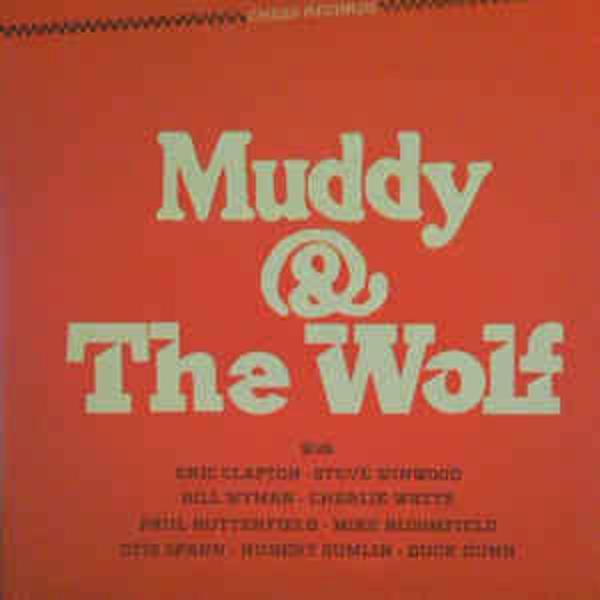 CHESS RECORDS
Muddy
&
The Wolf
With
ERIC CLAPTON · STEVE WINWOOD
BILL WYMAN · CHARLIE WATTS
PAUL BUTTERFIELD · MIKE BLOOMFIELD
OTIS SPANN · HUBERT SUMLIN · DUCK DUNN